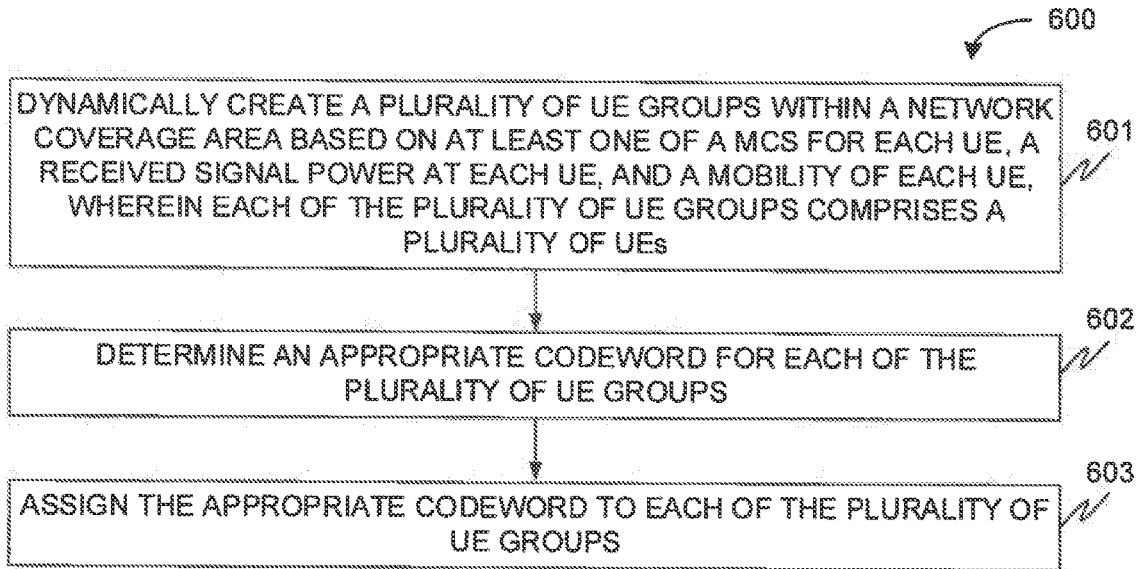 600
DYNAMICALLY CREATE A PLURALITY OF UE GROUPS WITHIN A NETWORK
COVERAGE AREA BASED ON AT LEAST ONE OF A MCS FOR EACH UE, A
RECEIVED SIGNAL POWER AT EACH UE, AND A MOBILITY OF EACH UE,
WHEREIN EACH OF THE PLURALITY OF UE GROUPS COMPRISES A
PLURALITY OF UEs
601
DETERMINE AN APPROPRIATE CODEWORD FOR EACH OF THE
PLURALITY OF UE GROUPS
602
ASSIGN THE APPROPRIATE CODEWORD TO EACH OF THE PLURALITY OF
UE GROUPS
603